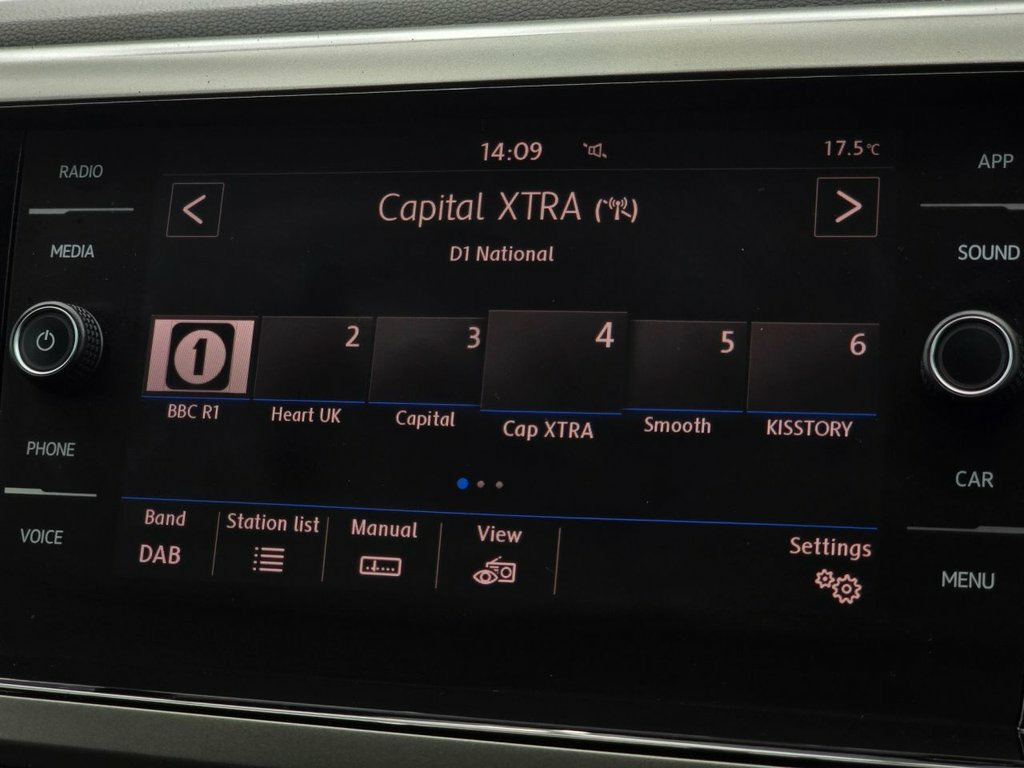 14:09 17.5°C
RADIO
APP
< Capital XTRA >
MEDIA
D1 National
SOUND
1 2 3 4 5 6
BBC R1 Heart UK Capital Cap XTRA Smooth KISSTORY
PHONE
CAR
VOICE
Band Station list Manual View Settings
DAB
MENU